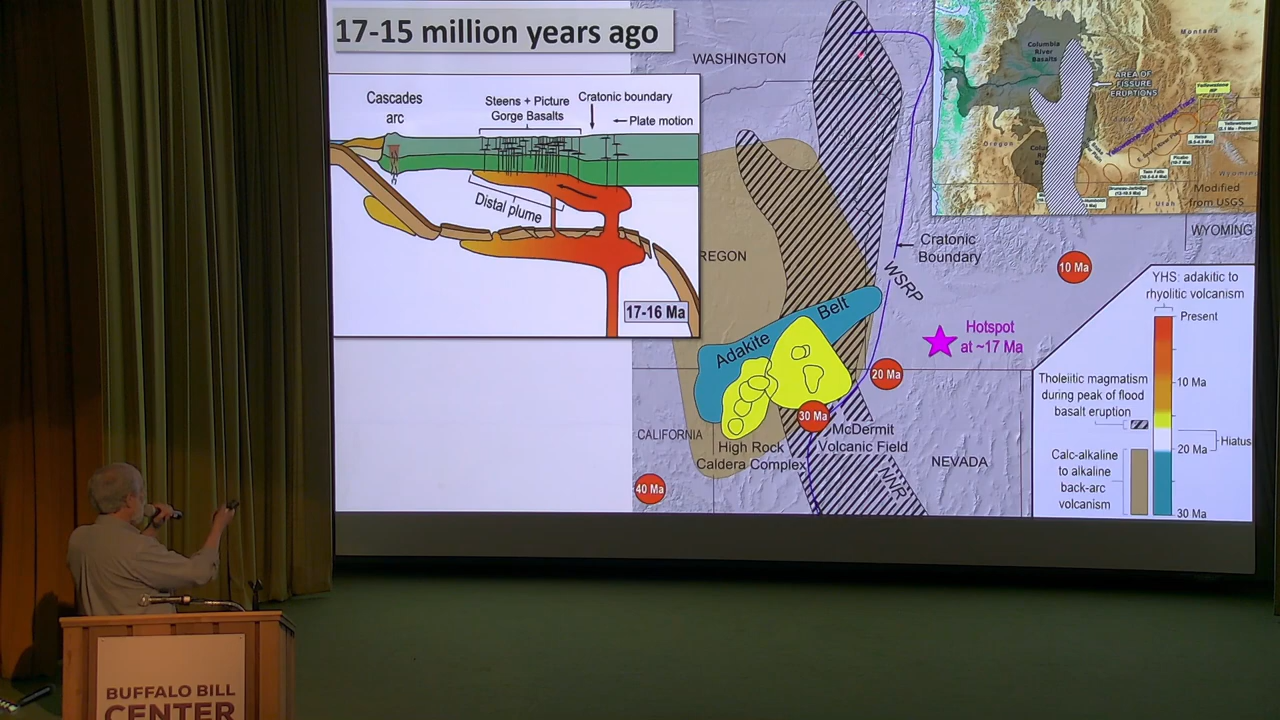 17-15 million years ago
Cascades
arc
Steens + Picture
Gorge Basalts
Cratonic boundary
Plate motion
Distal plume
17-16 Ma
WASHINGTON
REGON
CALIFORNIA
NEVADA
WYOMING
Cratonic
Boundary
WSRP
10 Ma
Hotspot
at ~17 Ma
Adakite Belt
20 Ma
30 Ma
McDermit
Volcanic Field
High Rock
Caldera Complex
NNR
40 Ma
Columbia
River
Basalts
AREA OF
FISSURE
ERUPTIONS
Montana
Oregon
Utah
Wyoming
Modified
from USGS
YHS: adakitic to
rhyolitic volcanism
Present
10 Ma
20 Ma
Hiatus
30 Ma
Tholeiitic magmatism
during peak of flood
basalt eruption
Calc-alkaline
to alkaline
back-arc
volcanism
BUFFALO BILL
CENTER